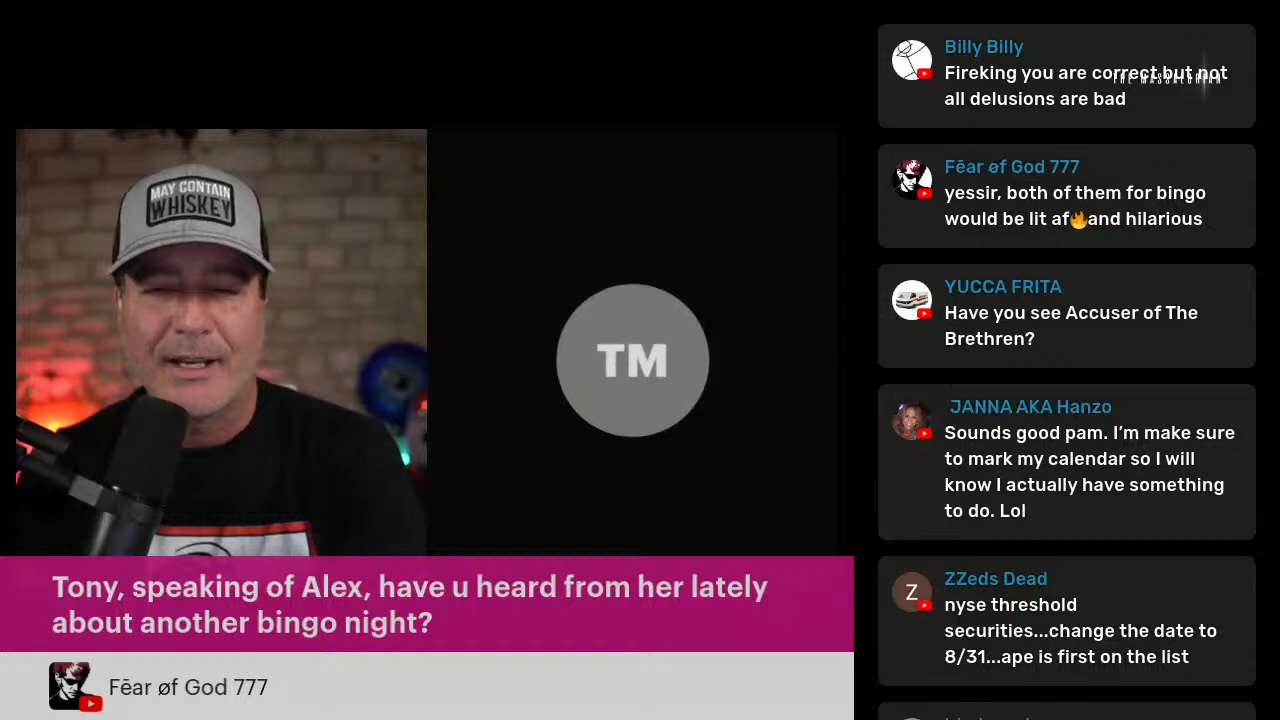 MAY CONTAIN
WHISKEY
TM
Tony, speaking of Alex, have u heard from her lately
about another bingo night?
Fēar øf God 777
Billy Billy
Fireking you are correct but not
all delusions are bad
Fēar øf God 777
yessir, both of them for bingo
would be lit af🔥and hilarious
YUCCA FRITA
Have you see Accuser of The
Brethren?
JANNA AKA Hanzo
Sounds good pam. I’m make sure
to mark my calendar so I will
know I actually have something
to do. Lol
Z
ZZeds Dead
nyse threshold
securities...change the date to
8/31...ape is first on the list